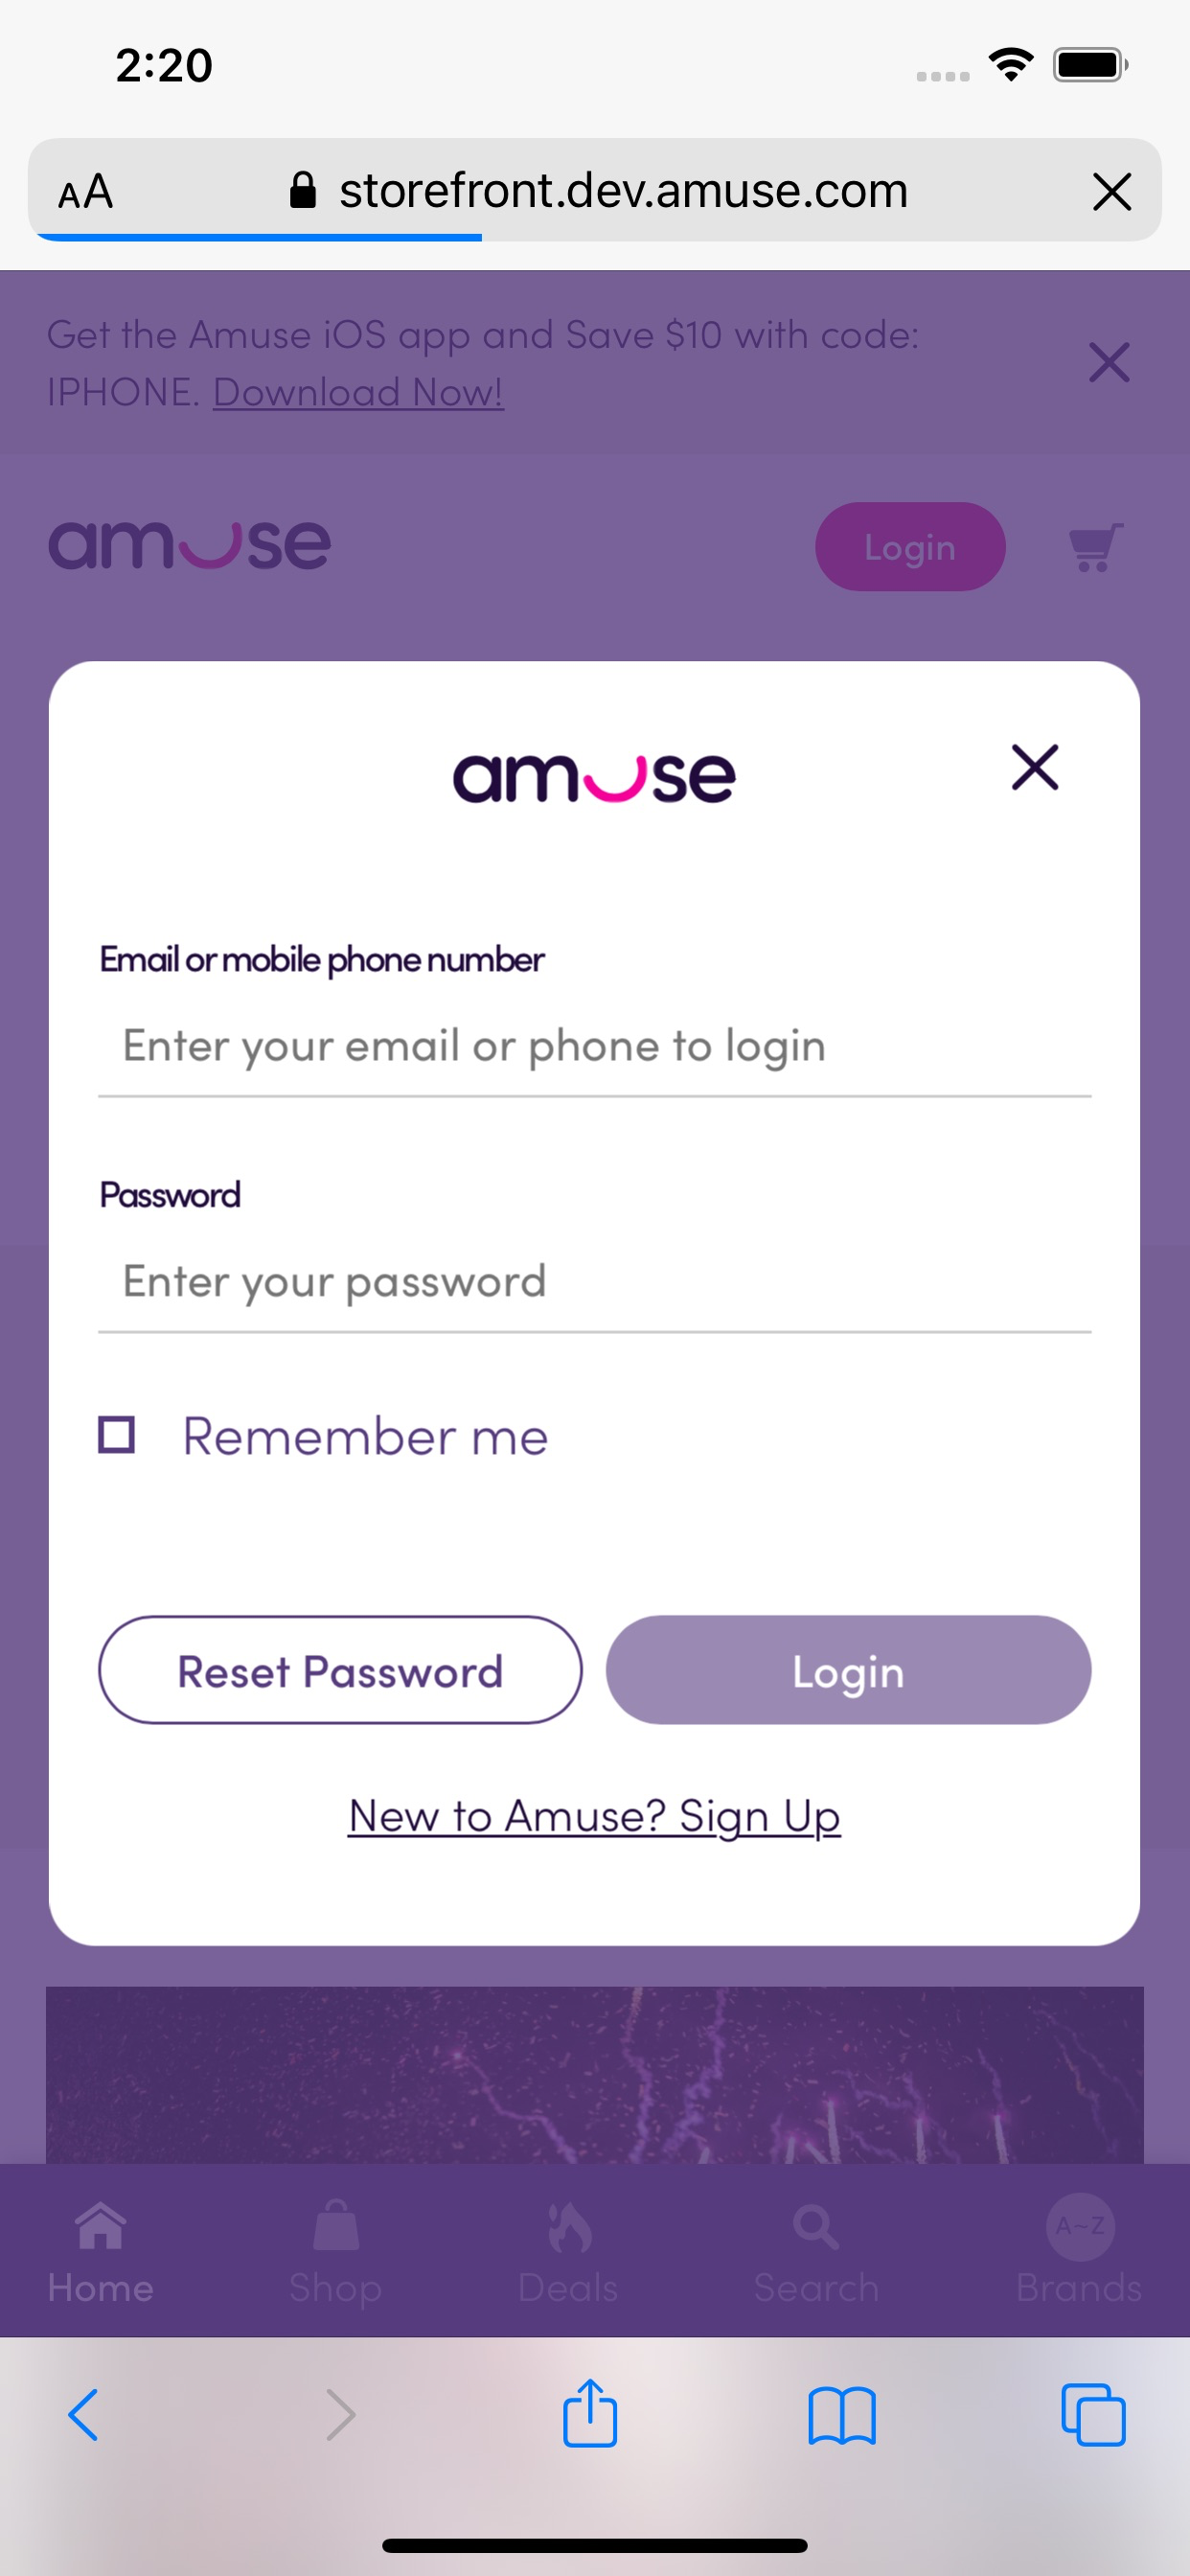 2:20
AA storefront.dev.amuse.com
Get the Amuse iOS app and Save $10 with code:
IPHONE. Download Now!
amuse
Login
amuse
Email or mobile phone number
Enter your email or phone to login
Password
Enter your password
Remember me
Reset Password
Login
New to Amuse? Sign Up
A~Z
Home Shop Deals Search Brands